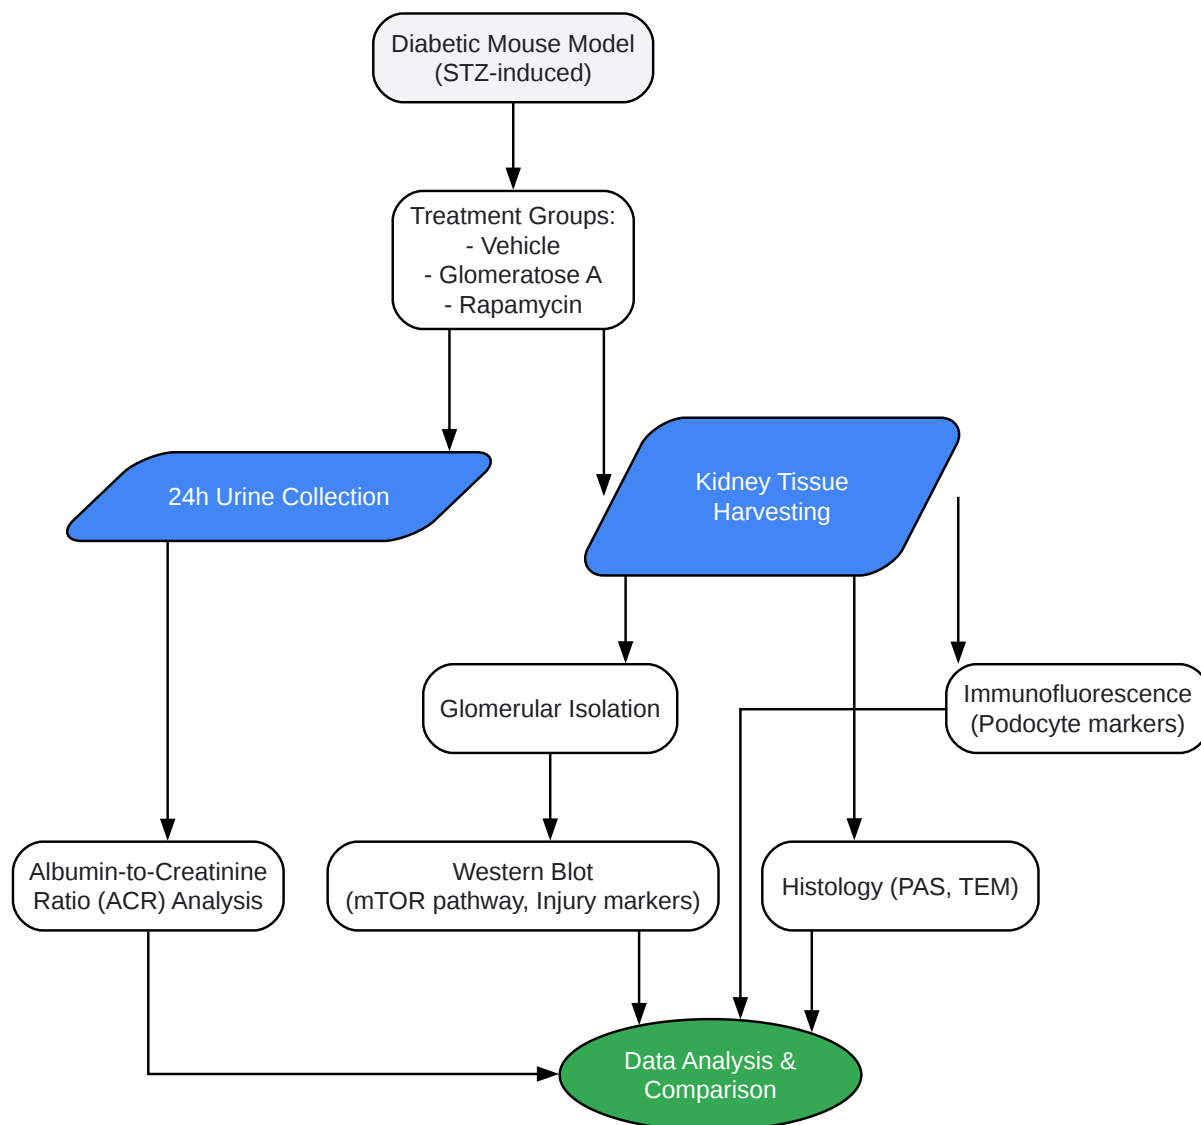 Diabetic Mouse Model
(STZ-induced)
Treatment Groups:
- Vehicle
- Glomeratose A
- Rapamycin
24h Urine Collection
Kidney Tissue
Harvesting
Glomerular Isolation
Immunofluorescence
(Podocyte markers)
Albumin-to-Creatinine
Ratio (ACR) Analysis
Western Blot
(mTOR pathway, Injury markers)
Histology (PAS, TEM)
Data Analysis &
Comparison